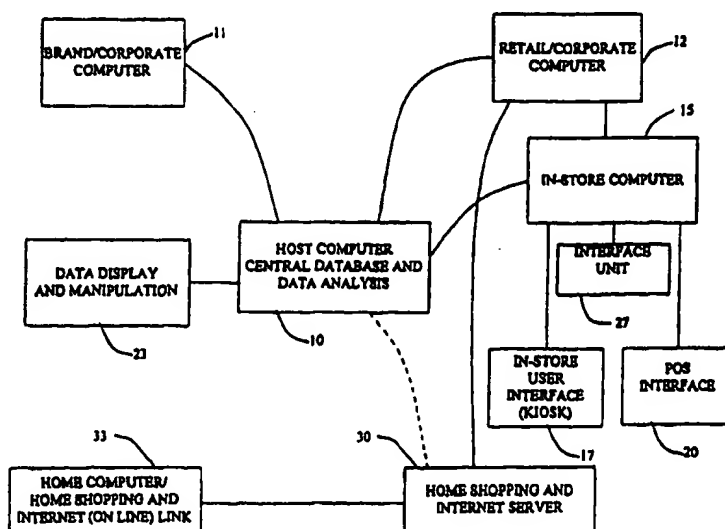 11
BRAND/CORPORATE
COMPUTER
RETAIL/CORPORATE
COMPUTER
12
15
IN-STORE COMPUTER
HOST COMPUTER
CENTRAL DATABASE AND
DATA ANALYSIS
10
DATA DISPLAY
AND MANIPULATION
23
INTERFACE
UNIT
27
IN-STORE
USER
INTERFACE
(KIOSK)
17
POS
INTERFACE
20
33
HOME COMPUTER/
HOME SHOPPING AND
INTERNET (ON LINE) LINK
30
HOME SHOPPING AND
INTERNET SERVER